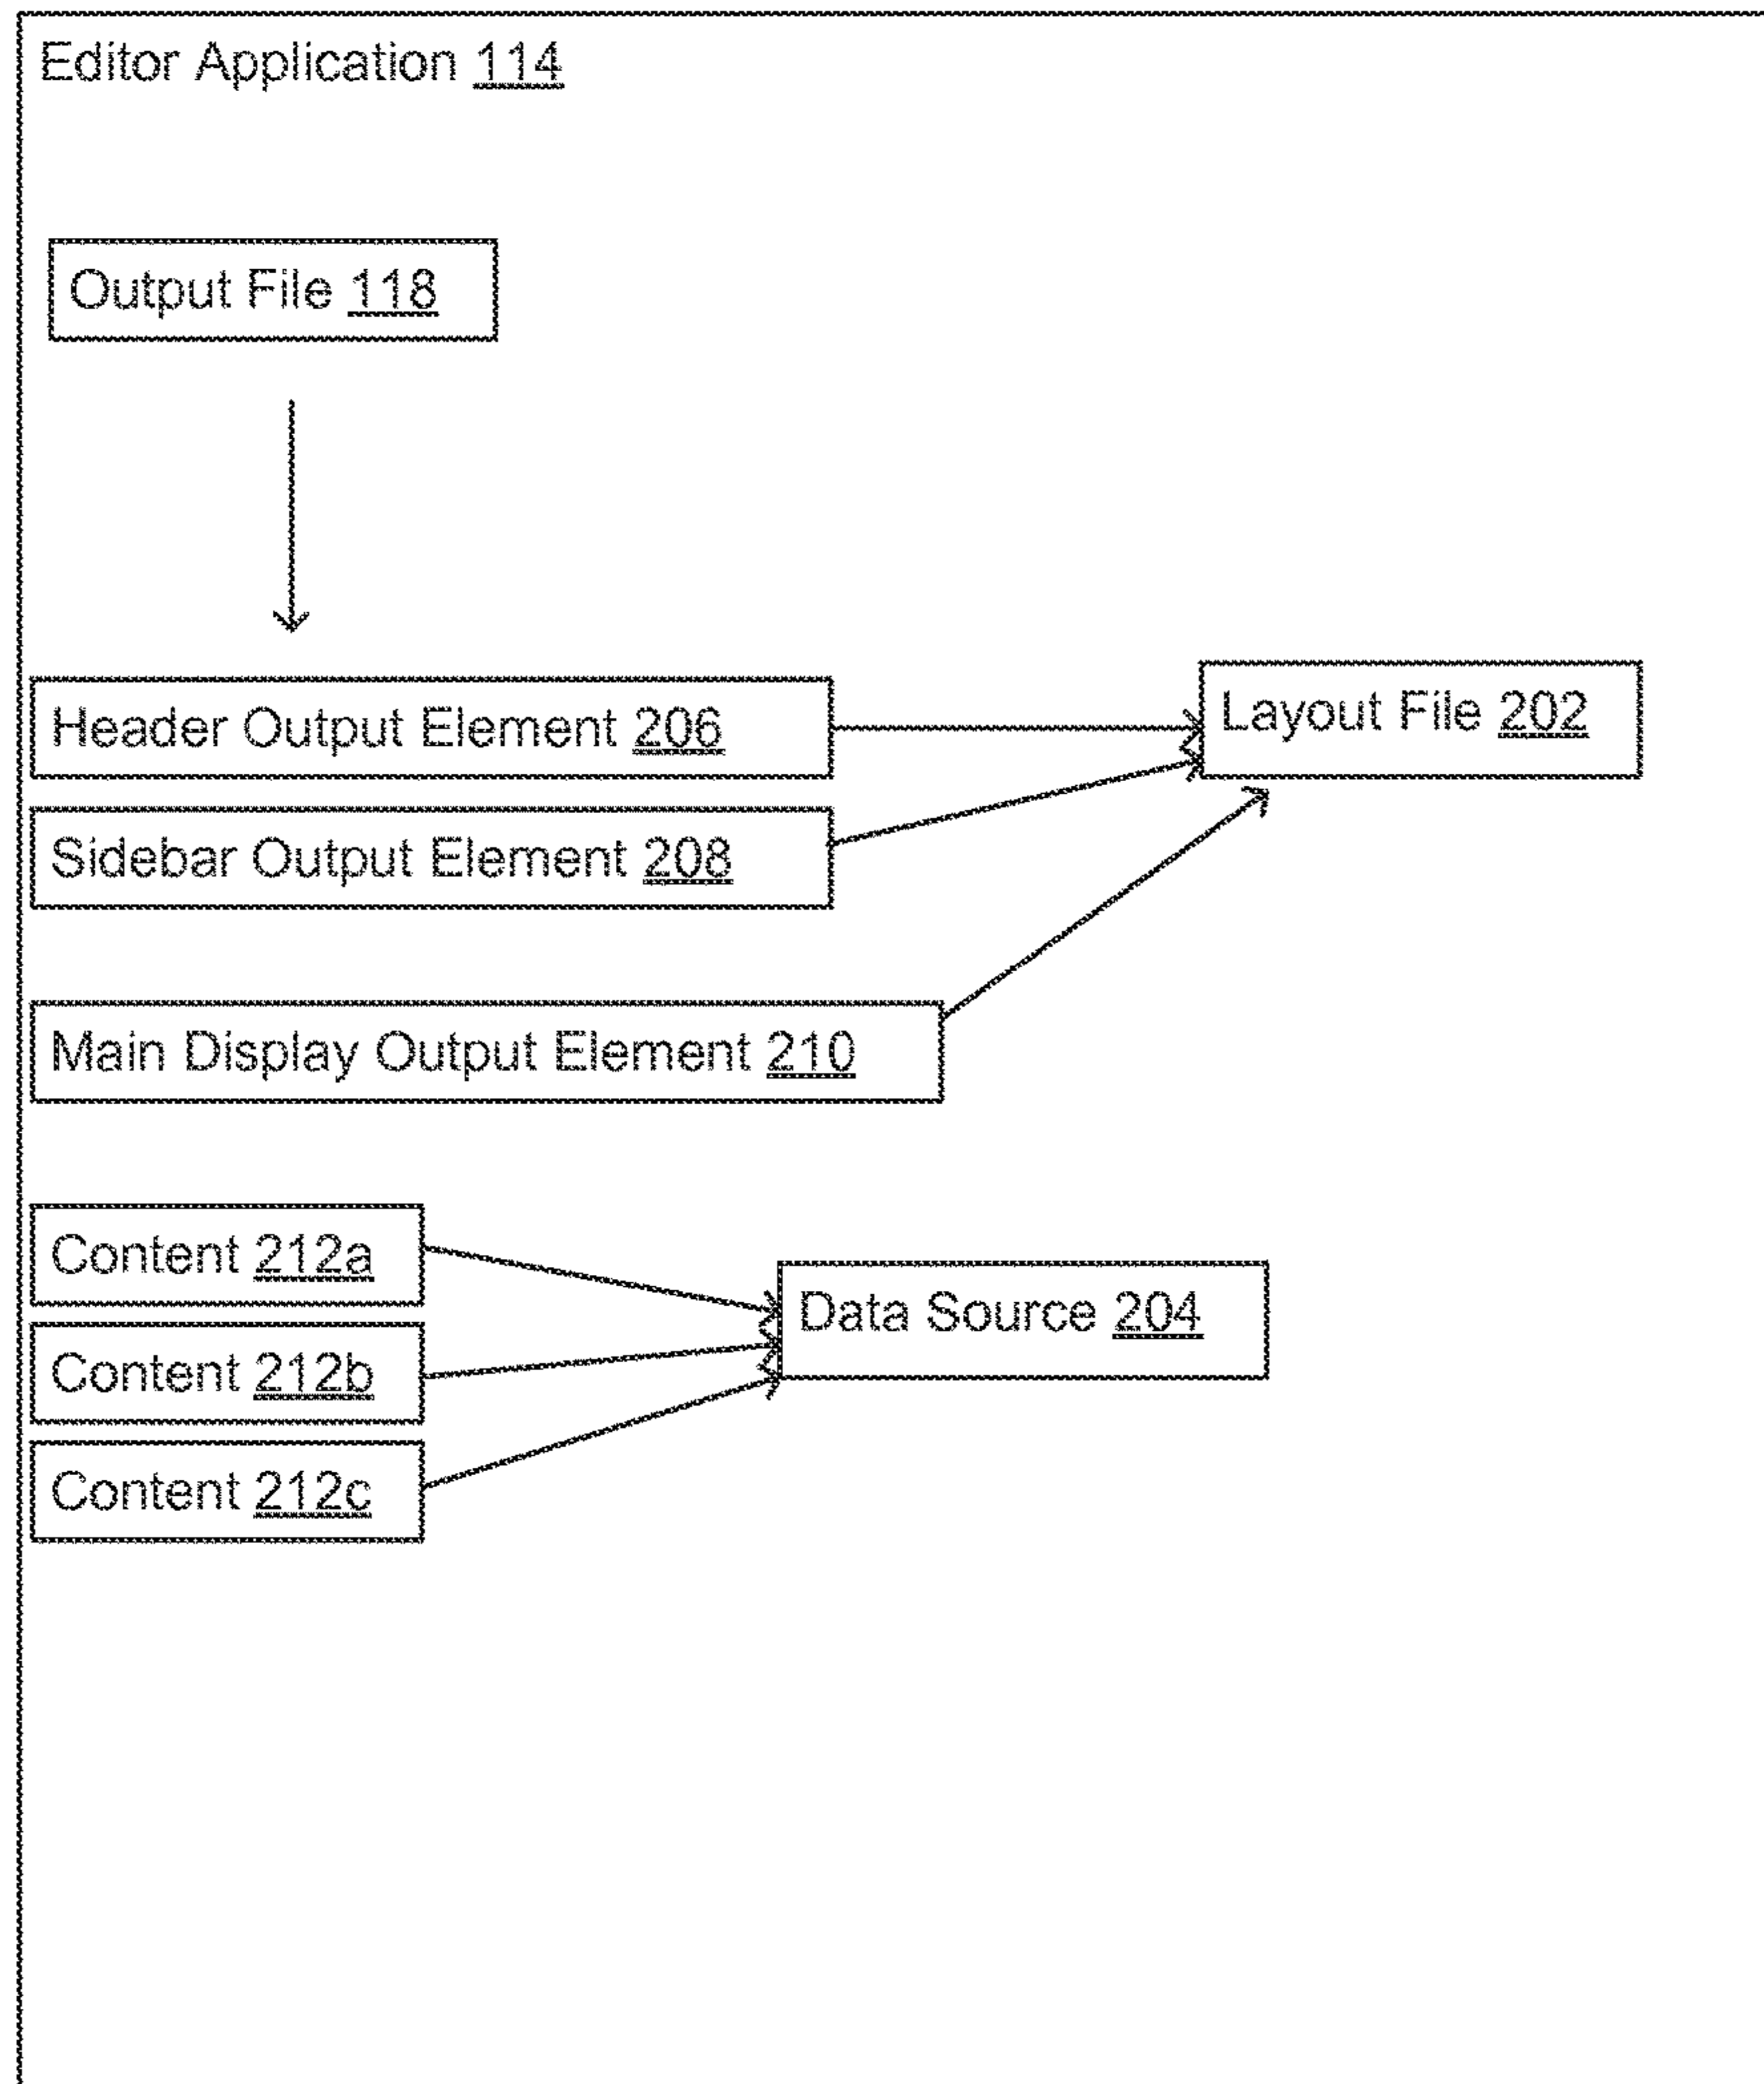 Editor Application 114
Output File 118
Header Output Element 206
Layout File 202
Sidebar Output Element 208
Main Display Output Element 210
Content 212a
Data Source 204
Content 212b
Content 212c